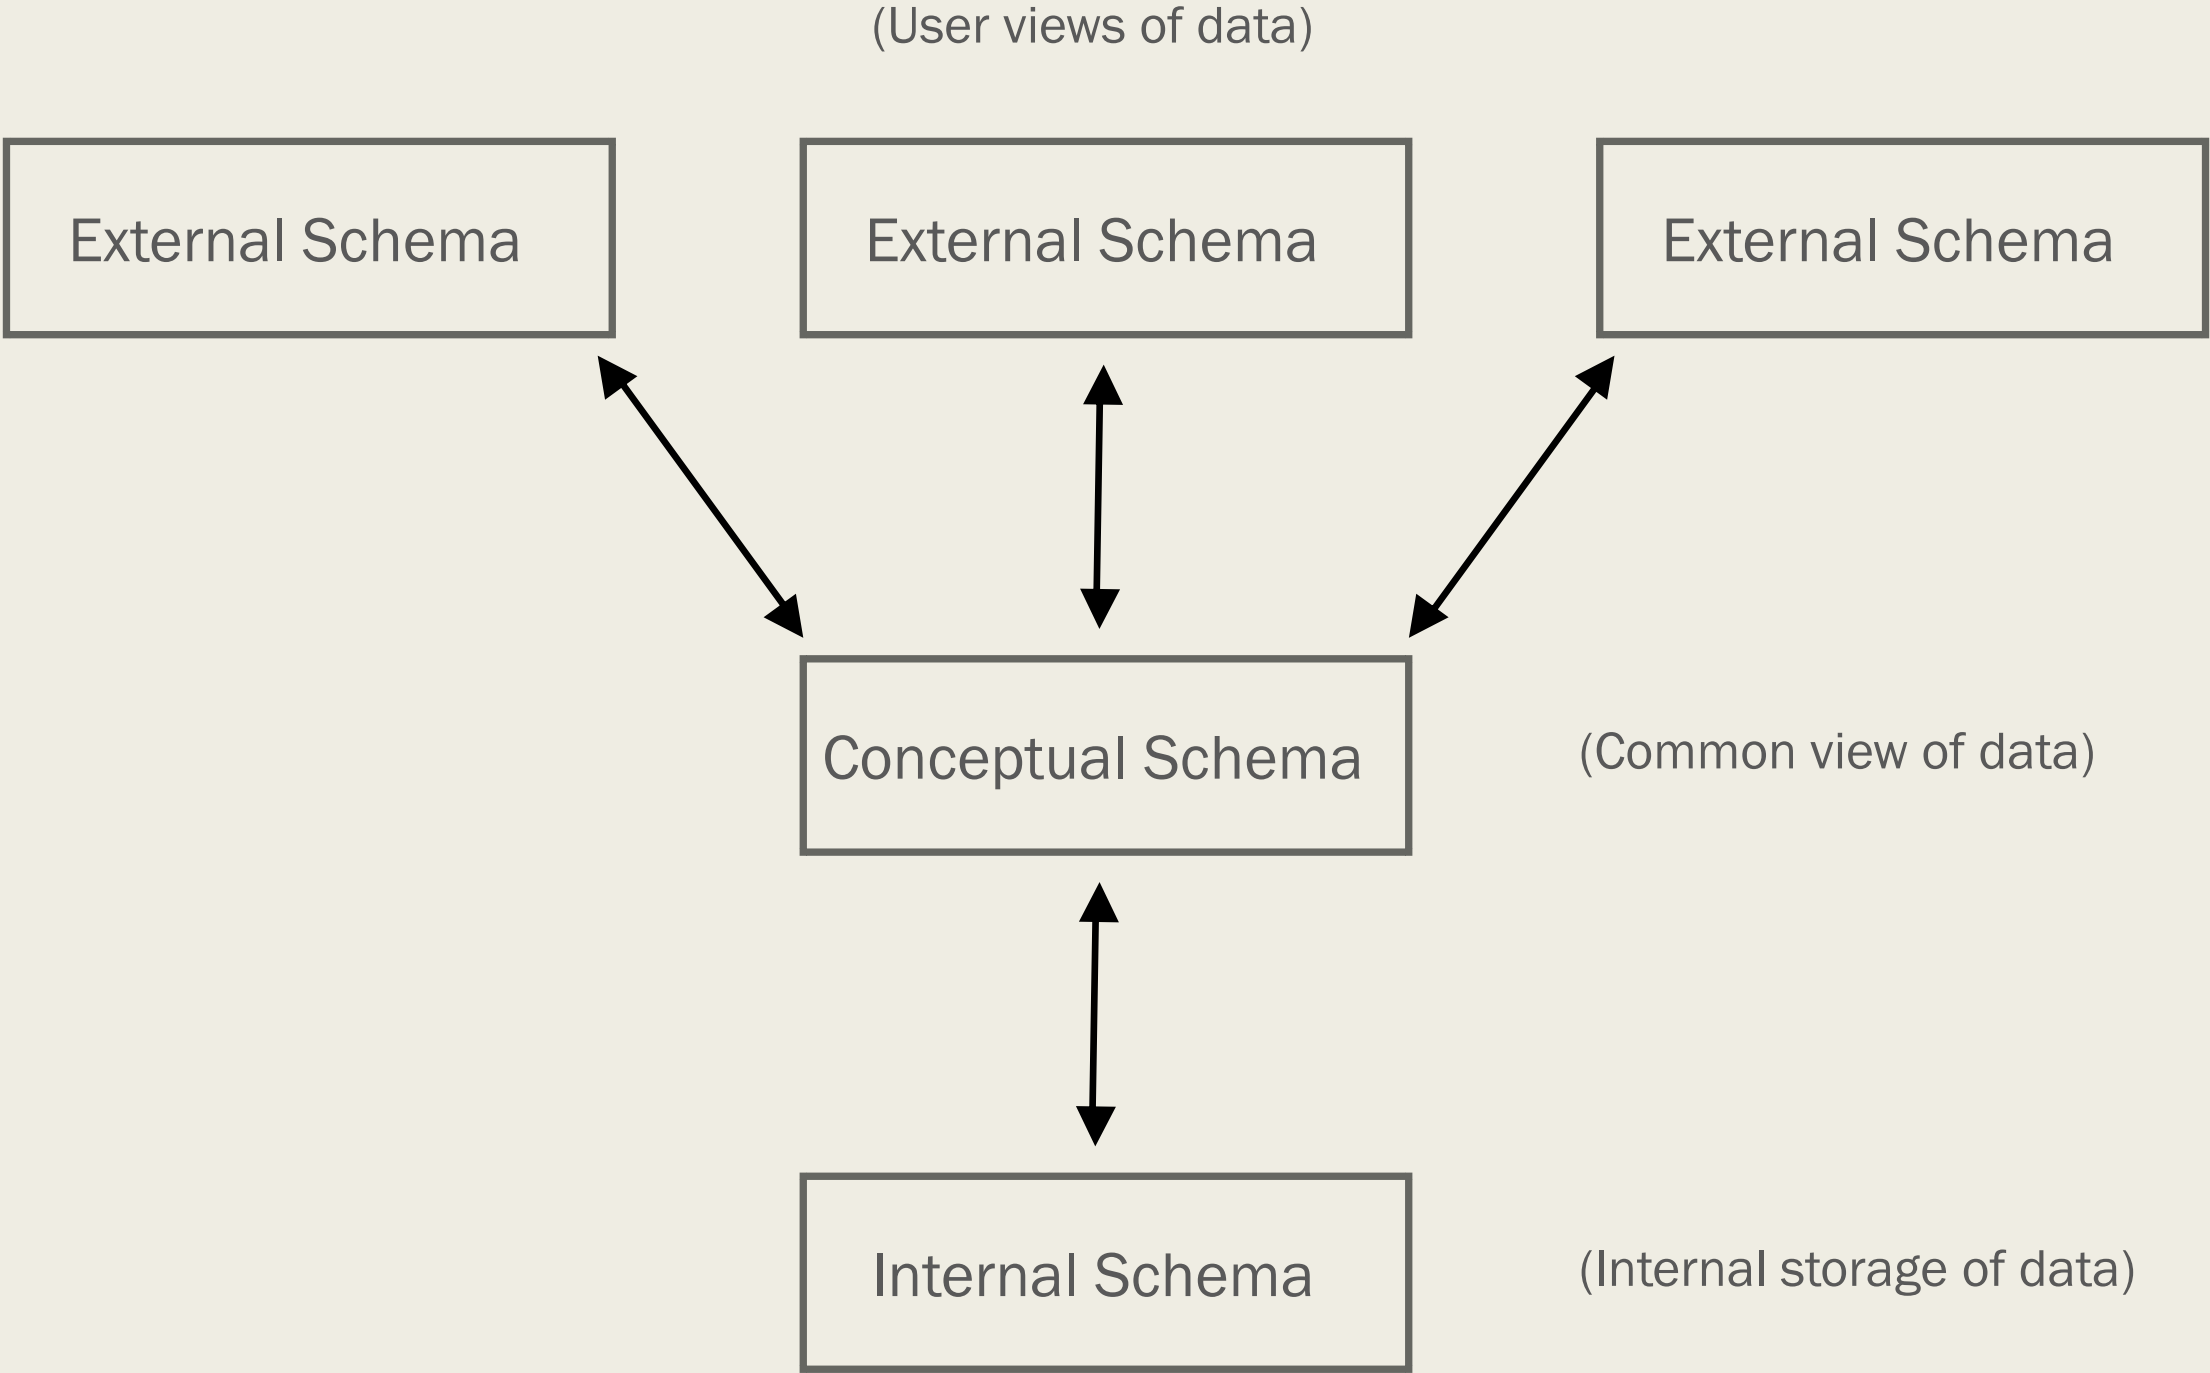 (User views of data)
External Schema
External Schema
External Schema
Conceptual Schema
(Common view of data)
Internal Schema
(Internal storage of data)